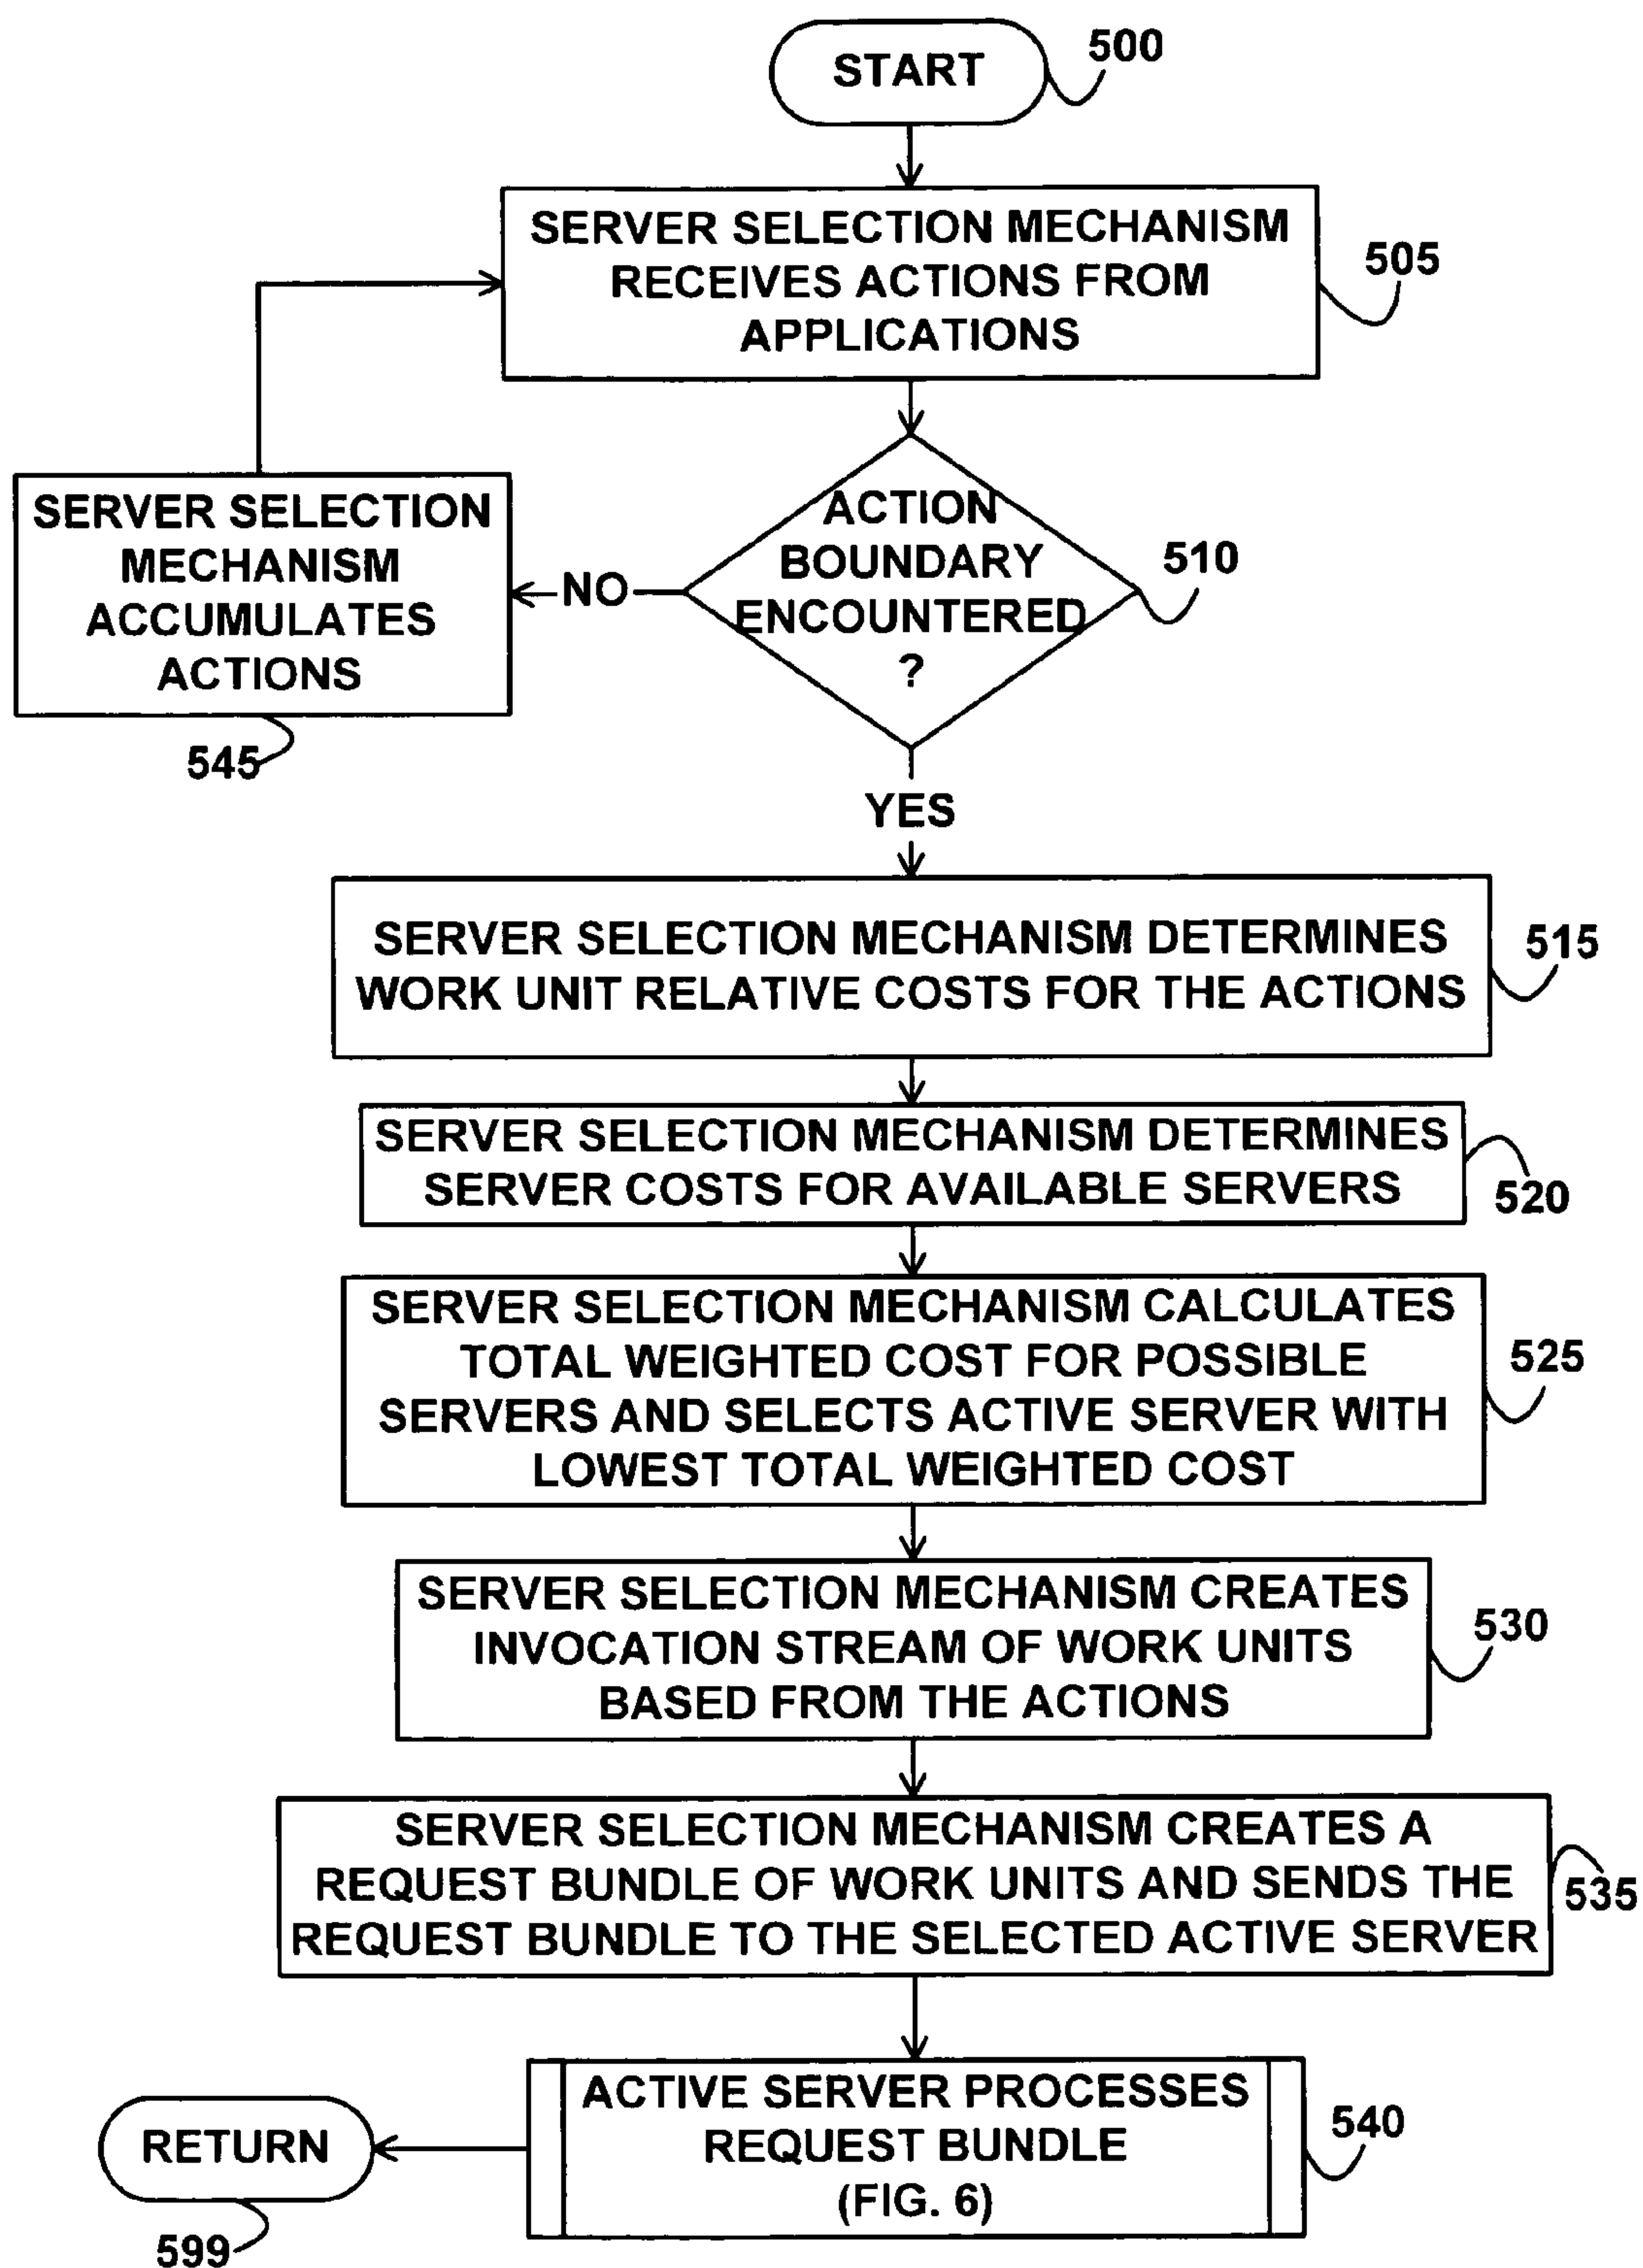 START
500
SERVER SELECTION MECHANISM
RECEIVES ACTIONS FROM
APPLICATIONS
505
ACTION
BOUNDARY
ENCOUNTERED
?
510
NO
SERVER SELECTION
MECHANISM
ACCUMULATES
ACTIONS
545
YES
SERVER SELECTION MECHANISM DETERMINES
WORK UNIT RELATIVE COSTS FOR THE ACTIONS
515
SERVER SELECTION MECHANISM DETERMINES
SERVER COSTS FOR AVAILABLE SERVERS
520
SERVER SELECTION MECHANISM CALCULATES
TOTAL WEIGHTED COST FOR POSSIBLE
SERVERS AND SELECTS ACTIVE SERVER WITH
LOWEST TOTAL WEIGHTED COST
525
SERVER SELECTION MECHANISM CREATES
INVOCATION STREAM OF WORK UNITS
BASED FROM THE ACTIONS
530
SERVER SELECTION MECHANISM CREATES A
REQUEST BUNDLE OF WORK UNITS AND SENDS THE
REQUEST BUNDLE TO THE SELECTED ACTIVE SERVER
535
ACTIVE SERVER PROCESSES
REQUEST BUNDLE
(FIG. 6)
540
RETURN
599